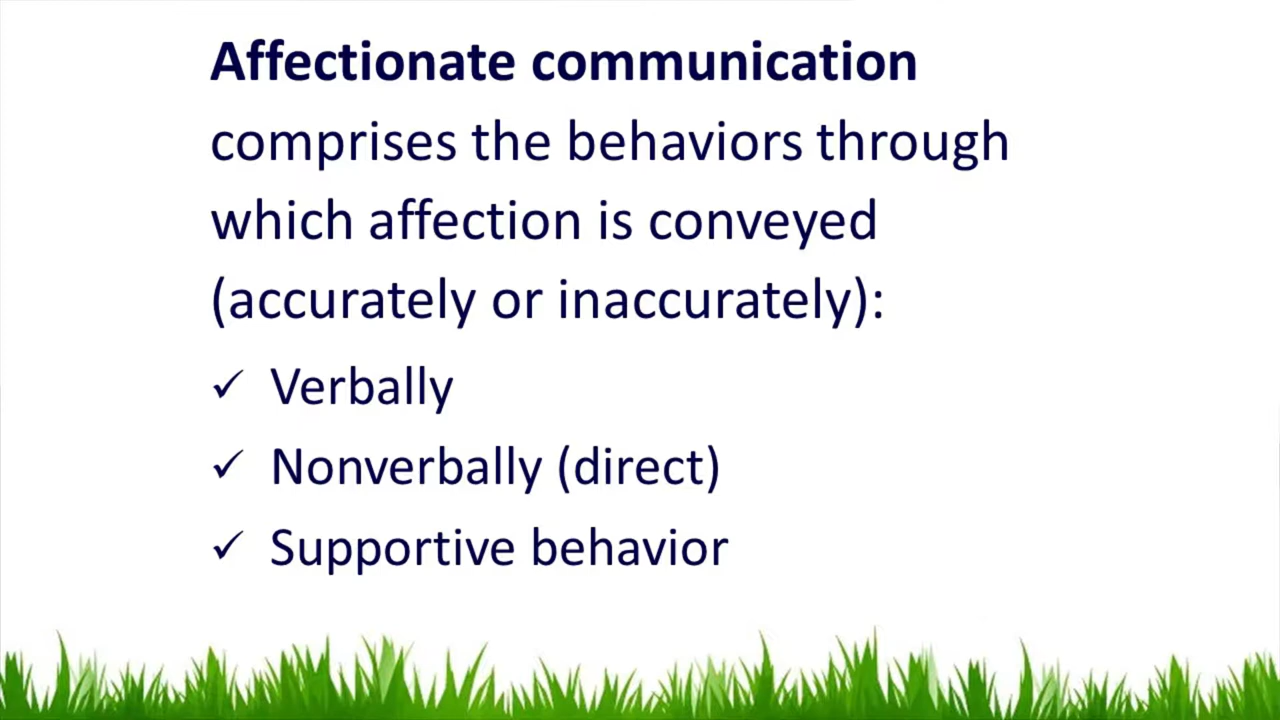 Affectionate communication
comprises the behaviors through
which affection is conveyed
(accurately or inaccurately):
✓ Verbally
✓ Nonverbally (direct)
✓ Supportive behavior